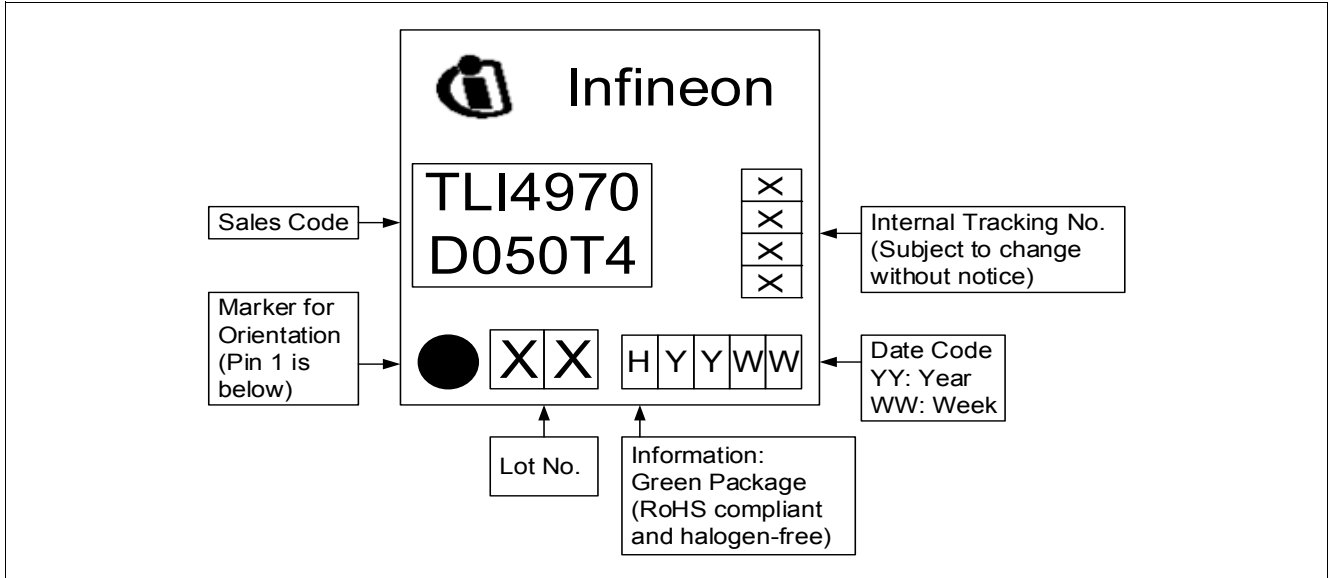 Infineon
TLI4970
D050T4
X
X
X
X
Sales Code
Internal Tracking No.
(Subject to change
without notice)
Marker for
Orientation
(Pin 1 is
below)
X X
H Y Y W W
Date Code
YY: Year
WW: Week
Lot No.
Information:
Green Package
(RoHS compliant
and halogen-free)